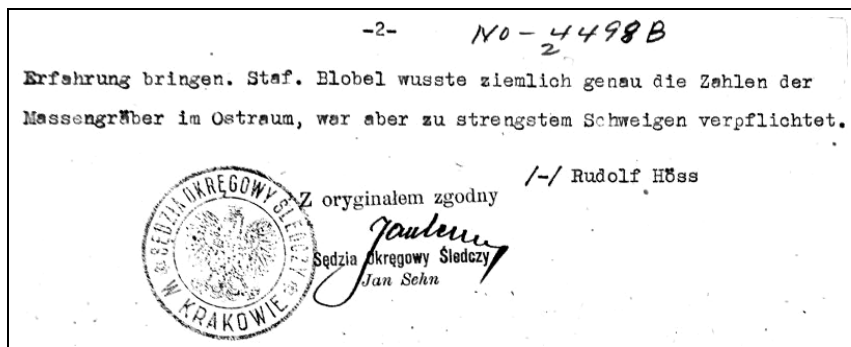 -2- NO-4498B
2
Erfahrung bringen. Staf. Blobel wusste ziemlich genau die Zahlen der
Massengräber im Ostraum, war aber zu strengstem Schweigen verpflichtet.
/-/ Rudolf Höss
Z oryginałem zgodny
Sędzia Okręgowy Śledczy
Jan Sehn
SĘDZIA OKRĘGOWY ŚLEDCZY
W KRAKOWIE